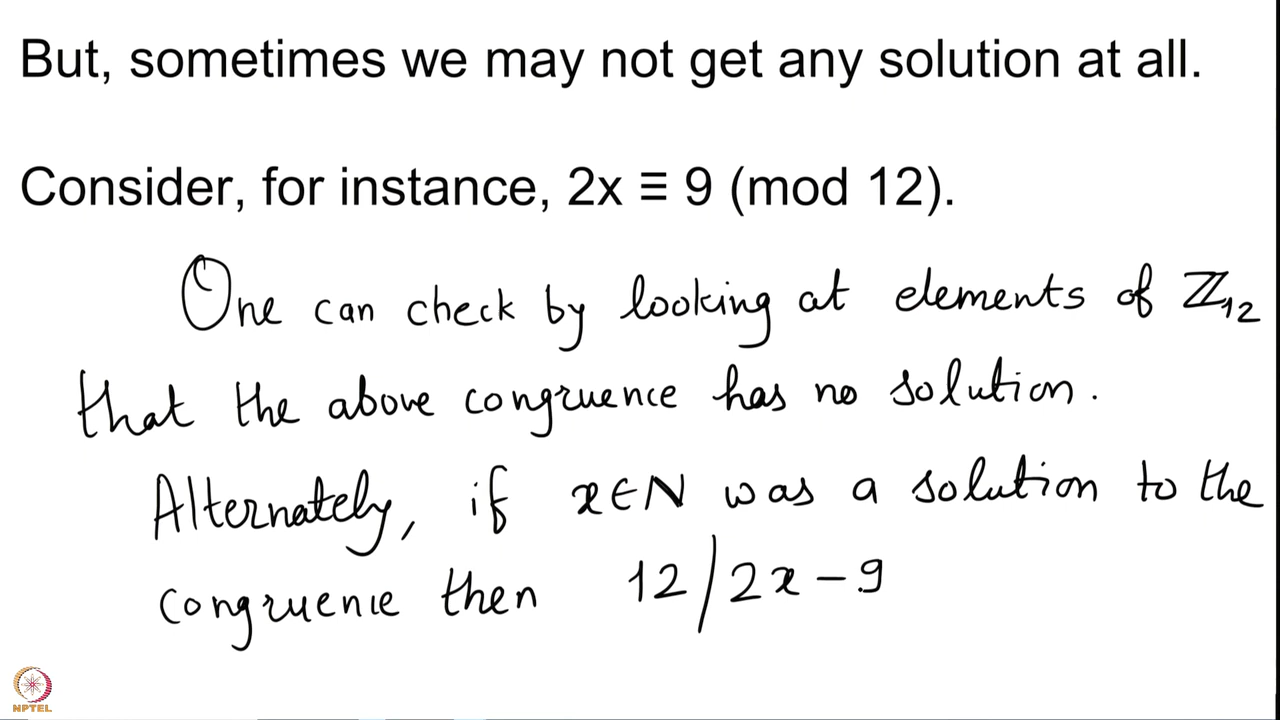 But, sometimes we may not get any solution at all.
Consider, for instance, 2x ≡ 9 (mod 12).
One can check by looking at elements of ℤ₁₂
that the above congruence has no solution.
Alternately, if x∈N was a solution to the
congruence then 12/2x-9
NPTEL